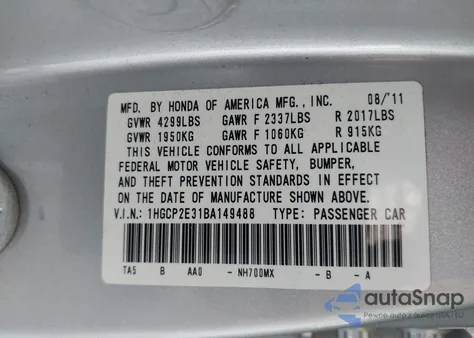 MFD. BY HONDA OF AMERICA MFG., INC. 08/'11
GVWR 4299LBS GAWR F 2337LBS R 2017LBS
GVWR 1950KG GAWR F 1060KG R 915KG
THIS VEHICLE CONFORMS TO ALL APPLICABLE
FEDERAL MOTOR VEHICLE SAFETY, BUMPER,
AND THEFT PREVENTION STANDARDS IN EFFECT
ON THE DATE OF MANUFACTURE SHOWN ABOVE.
V.I.N.: 1HGCP2E31BA149488 TYPE: PASSENGER CAR
TA5 B AA0 - NH700MX - B - A
autoSnap
Pewne auto z